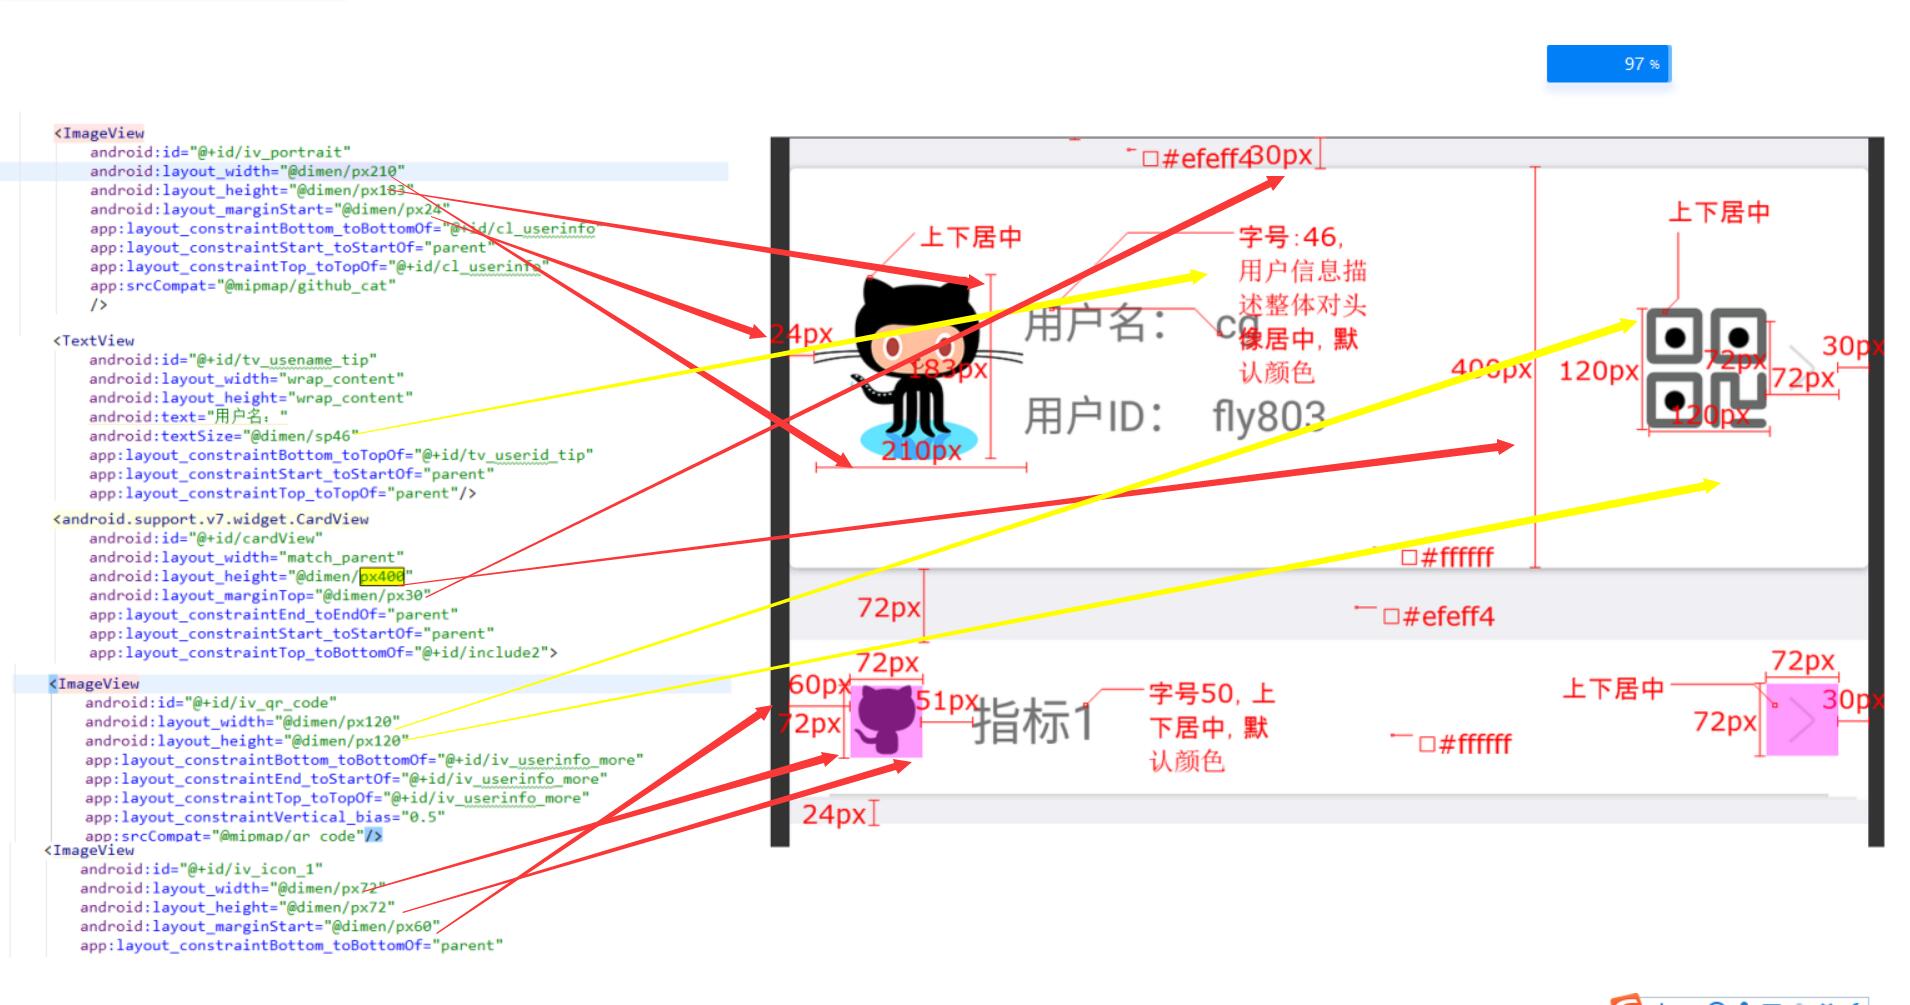 97 %
<ImageView
android:id="@+id/iv_portrait"
android:layout_width="@dimen/px210"
android:layout_height="@dimen/px183"
android:layout_marginStart="@dimen/px24"
app:layout_constraintBottom_toBottomOf="@+id/cl_userinfo
app:layout_constraintStart_toStartOf="parent"
app:layout_constraintTop_toTopOf="@+id/cl_userinfo"
app:srcCompat="@mipmap/github_cat"
/>
<TextView
android:id="@+id/tv_usename_tip"
android:layout_width="wrap_content"
android:layout_height="wrap_content"
android:text="用户名："
android:textSize="@dimen/sp46"
app:layout_constraintBottom_toTopOf="@+id/tv_userid_tip"
app:layout_constraintStart_toStartOf="parent"
app:layout_constraintTop_toTopOf="parent"/>
<android.support.v7.widget.CardView
android:id="@+id/cardView"
android:layout_width="match_parent"
android:layout_height="@dimen/px400"
android:layout_marginTop="@dimen/px30"
app:layout_constraintEnd_toEndOf="parent"
app:layout_constraintStart_toStartOf="parent"
app:layout_constraintTop_toBottomOf="@+id/include2">
<ImageView
android:id="@+id/iv_qr_code"
android:layout_width="@dimen/px120"
android:layout_height="@dimen/px120"
app:layout_constraintBottom_toBottomOf="@+id/iv_userinfo_more"
app:layout_constraintEnd_toStartOf="@+id/iv_userinfo_more"
app:layout_constraintTop_toTopOf="@+id/iv_userinfo_more"
app:layout_constraintVertical_bias="0.5"
app:srcCompat="@mipmap/qr_code"/>
<ImageView
android:id="@+id/iv_icon_1"
android:layout_width="@dimen/px72"
android:layout_height="@dimen/px72"
android:layout_marginStart="@dimen/px60"
app:layout_constraintBottom_toBottomOf="parent"
#efeff4
30px
上下居中
字号:46,
用户信息描
述整体对头
像居中, 默
认颜色
上下居中
24px
183px
210px
用户名： cg
用户ID： fly803
400px
120px
72px
120px
72px
30px
#ffffff
72px
#efeff4
72px
60px
72px
51px
指标1
字号50, 上
下居中, 默
认颜色
#ffffff
上下居中
72px
72px
30px
24px